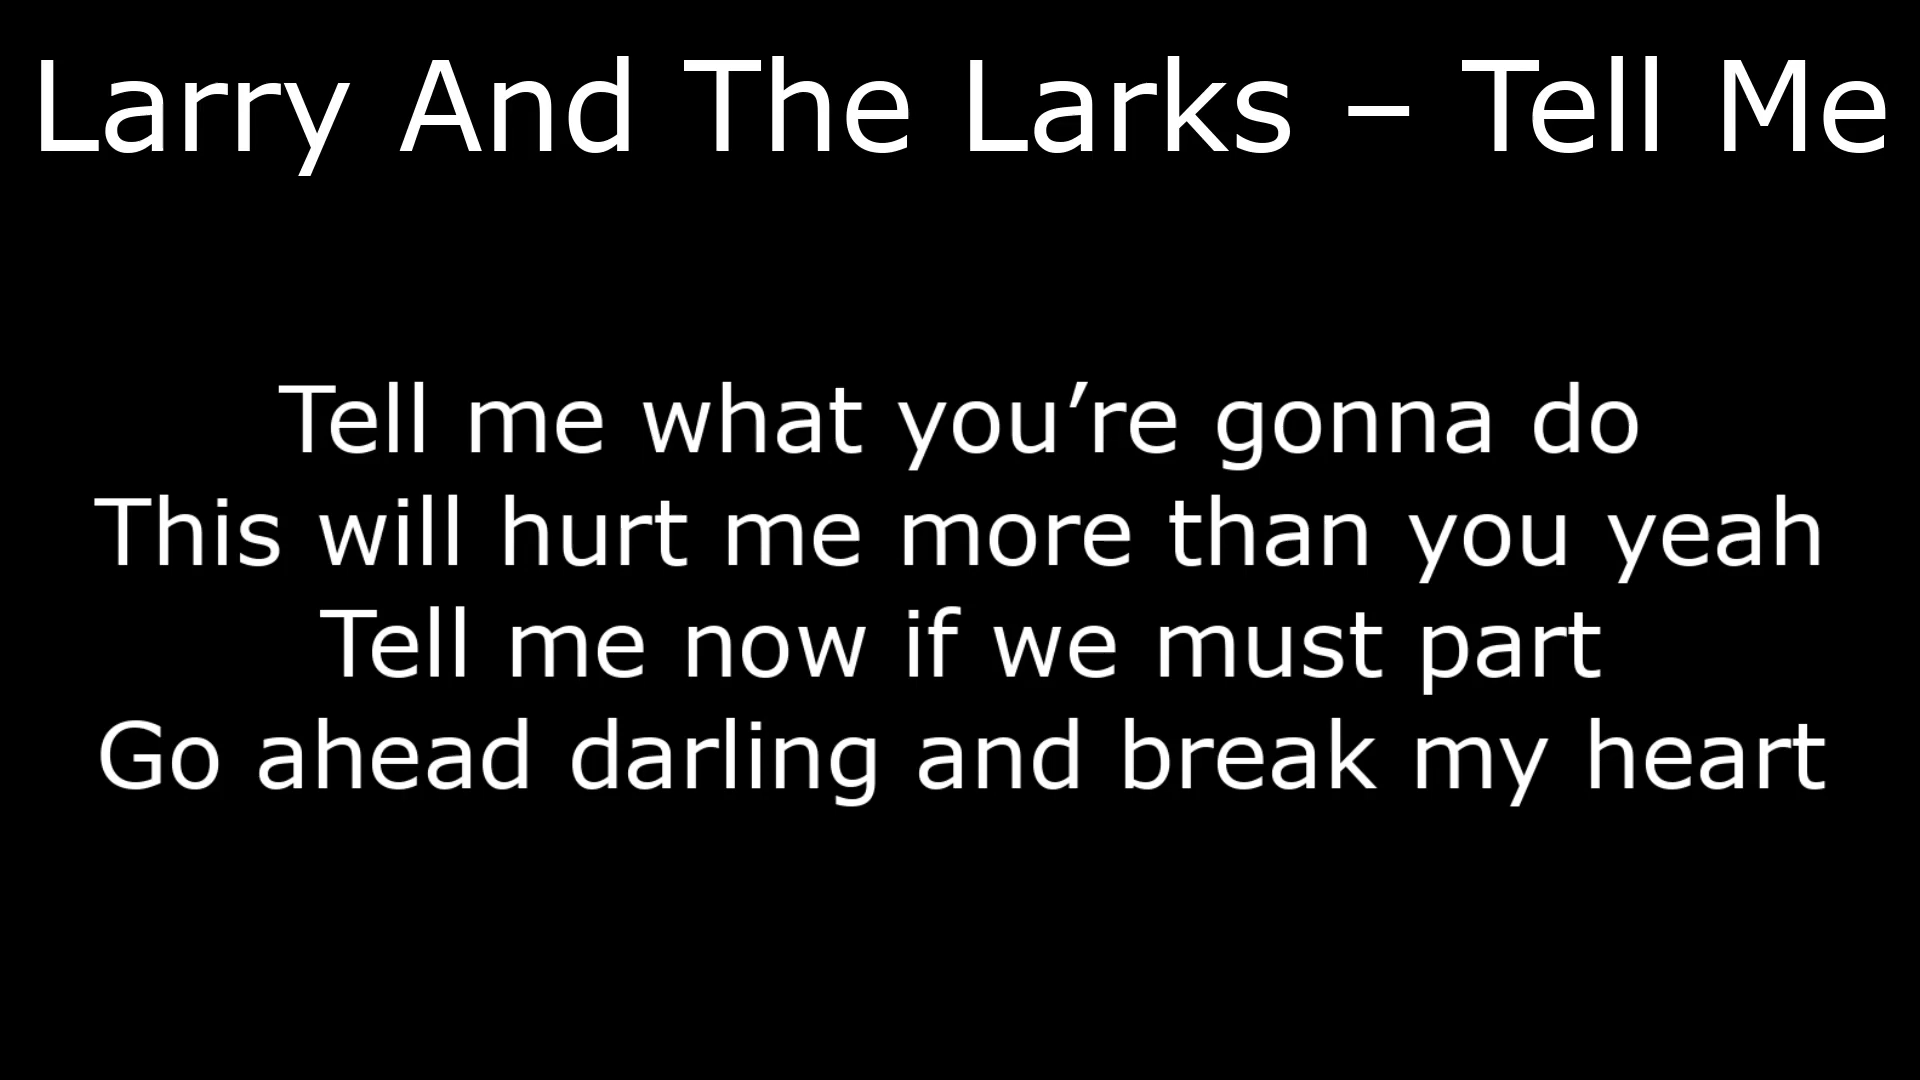 Larry And The Larks – Tell Me
Tell me what you’re gonna do
This will hurt me more than you yeah
Tell me now if we must part
Go ahead darling and break my heart